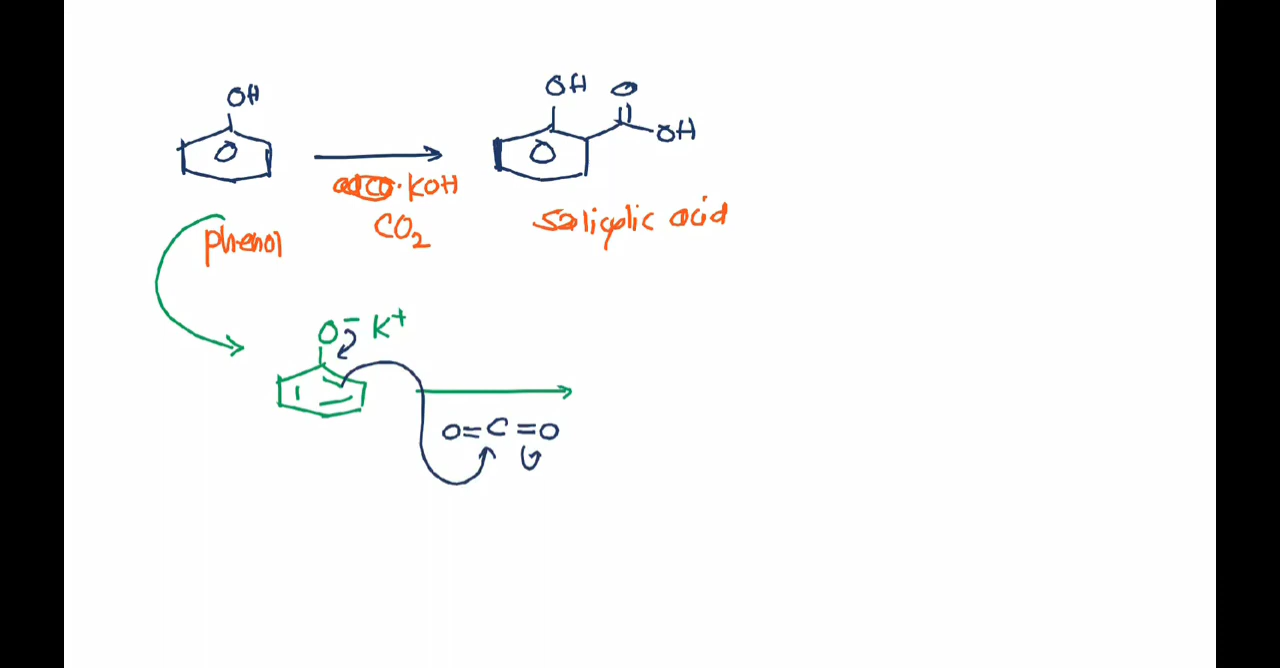 OH
OH O
OH
KOH
CO2
phenol
Salicylic acid
O⁻ K⁺
O=C=O